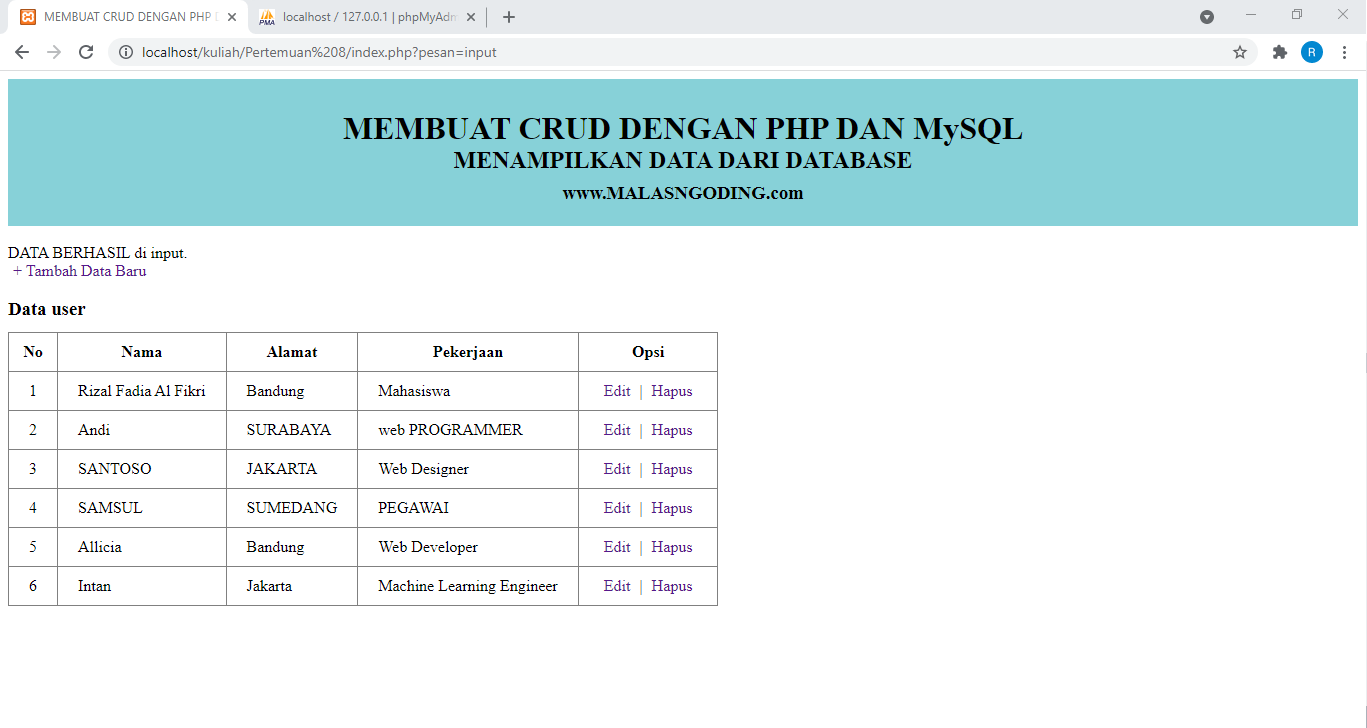 MEMBUAT CRUD DENGAN PHP D
localhost / 127.0.0.1 | phpMyAdm
localhost/kuliah/Pertemuan%208/index.php?pesan=input
R
MEMBUAT CRUD DENGAN PHP DAN MySQL
MENAMPILKAN DATA DARI DATABASE
www.MALASNGODING.com
DATA BERHASIL di input.
+ Tambah Data Baru
Data user
No Nama Alamat Pekerjaan Opsi
1 Rizal Fadia Al Fikri Bandung Mahasiswa Edit | Hapus
2 Andi SURABAYA web PROGRAMMER Edit | Hapus
3 SANTOSO JAKARTA Web Designer Edit | Hapus
4 SAMSUL SUMEDANG PEGAWAI Edit | Hapus
5 Allicia Bandung Web Developer Edit | Hapus
6 Intan Jakarta Machine Learning Engineer Edit | Hapus